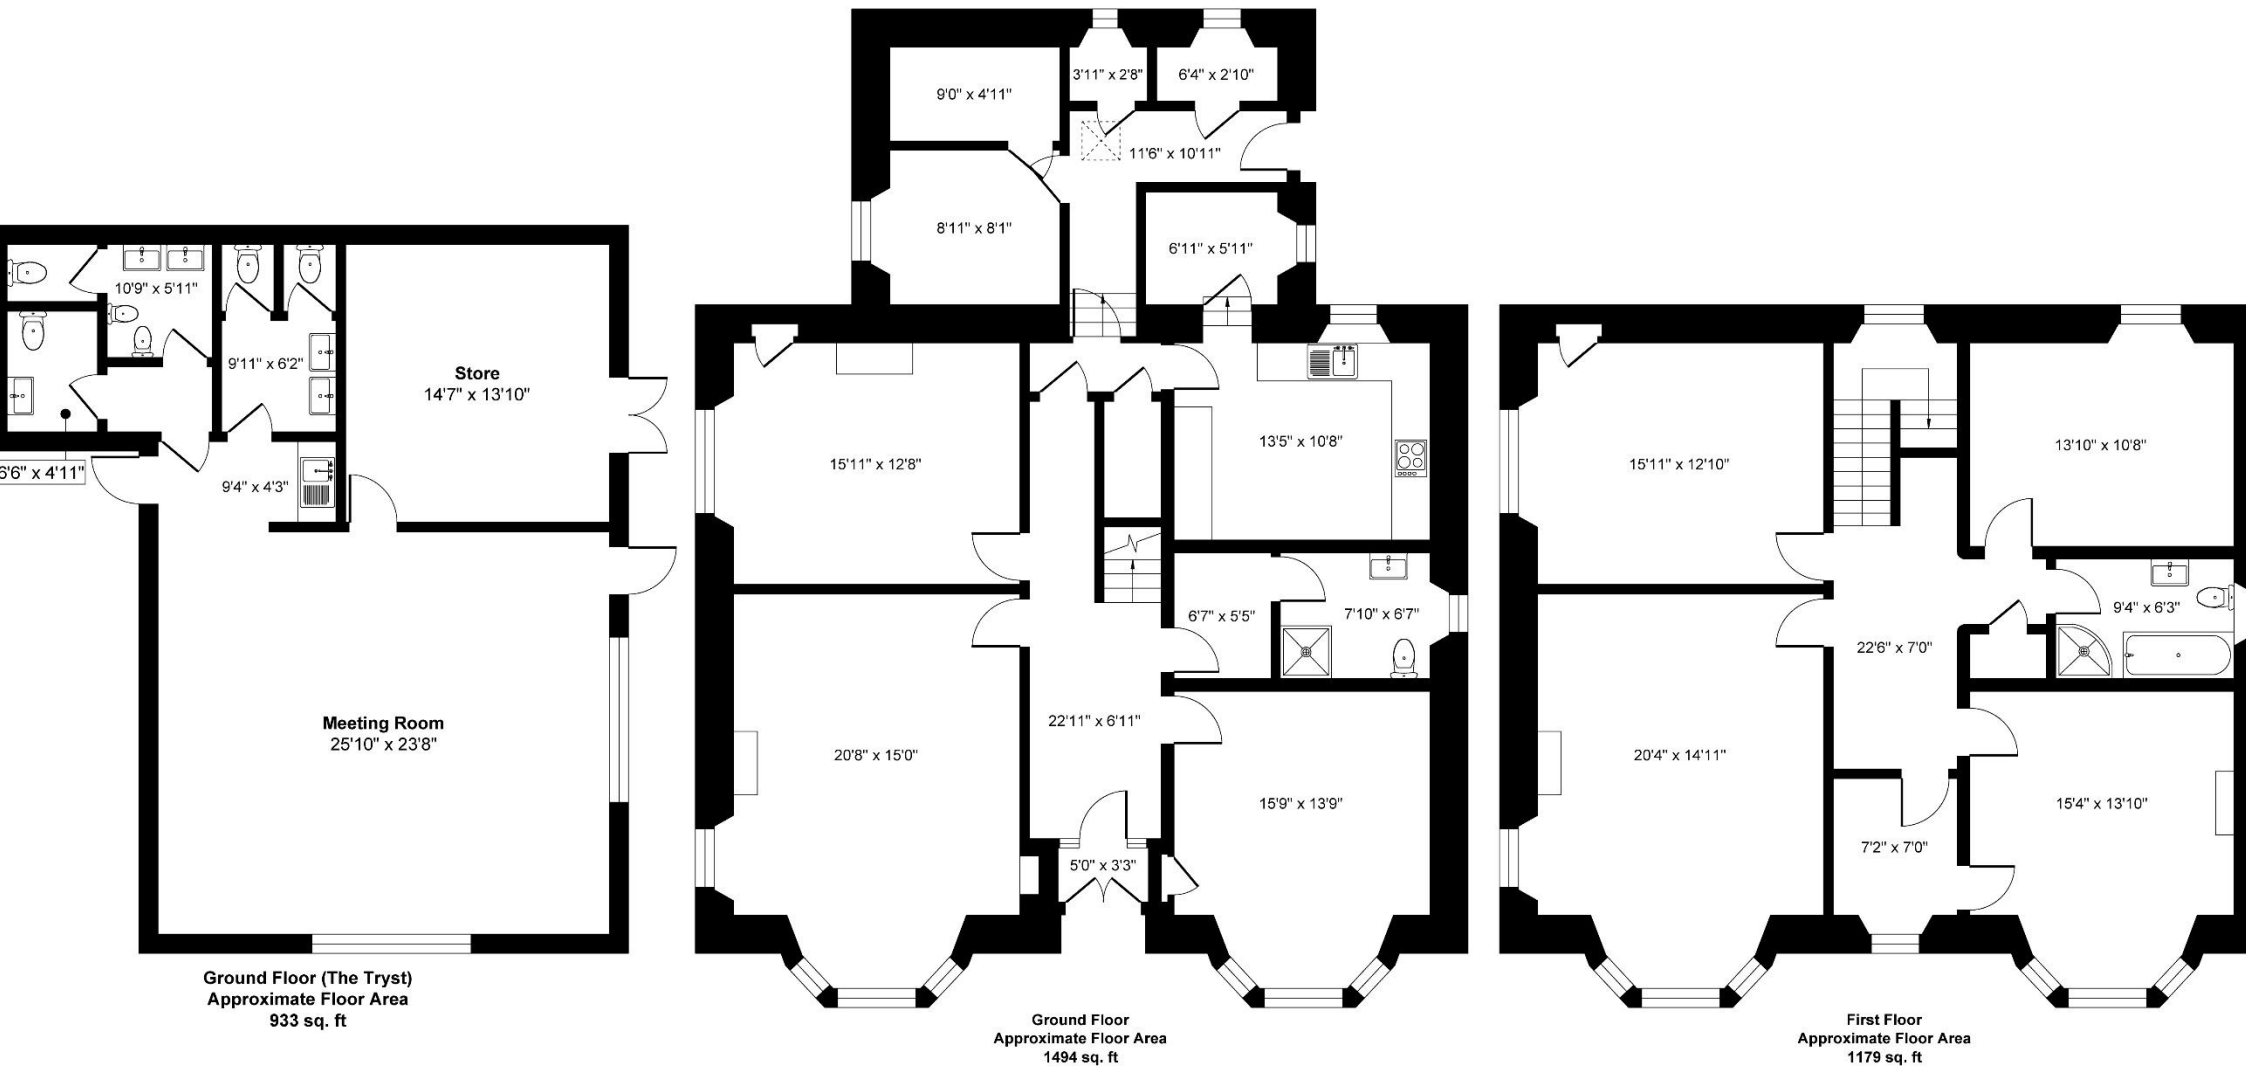 10'9" x 5'11"
9'11" x 6'2"
Store
14'7" x 13'10"
6'6" x 4'11"
9'4" x 4'3"
Meeting Room
25'10" x 23'8"
Ground Floor (The Tryst)
Approximate Floor Area
933 sq. ft
9'0" x 4'11"
3'11" x 2'8"
6'4" x 2'10"
11'6" x 10'11"
8'11" x 8'1"
6'11" x 5'11"
15'11" x 12'8"
13'5" x 10'8"
6'7" x 5'5"
7'10" x 6'7"
22'11" x 6'11"
20'8" x 15'0"
15'9" x 13'9"
5'0" x 3'3"
Ground Floor
Approximate Floor Area
1494 sq. ft
15'11" x 12'10"
13'10" x 10'8"
9'4" x 6'3"
22'6" x 7'0"
20'4" x 14'11"
15'4" x 13'10"
7'2" x 7'0"
First Floor
Approximate Floor Area
1179 sq. ft